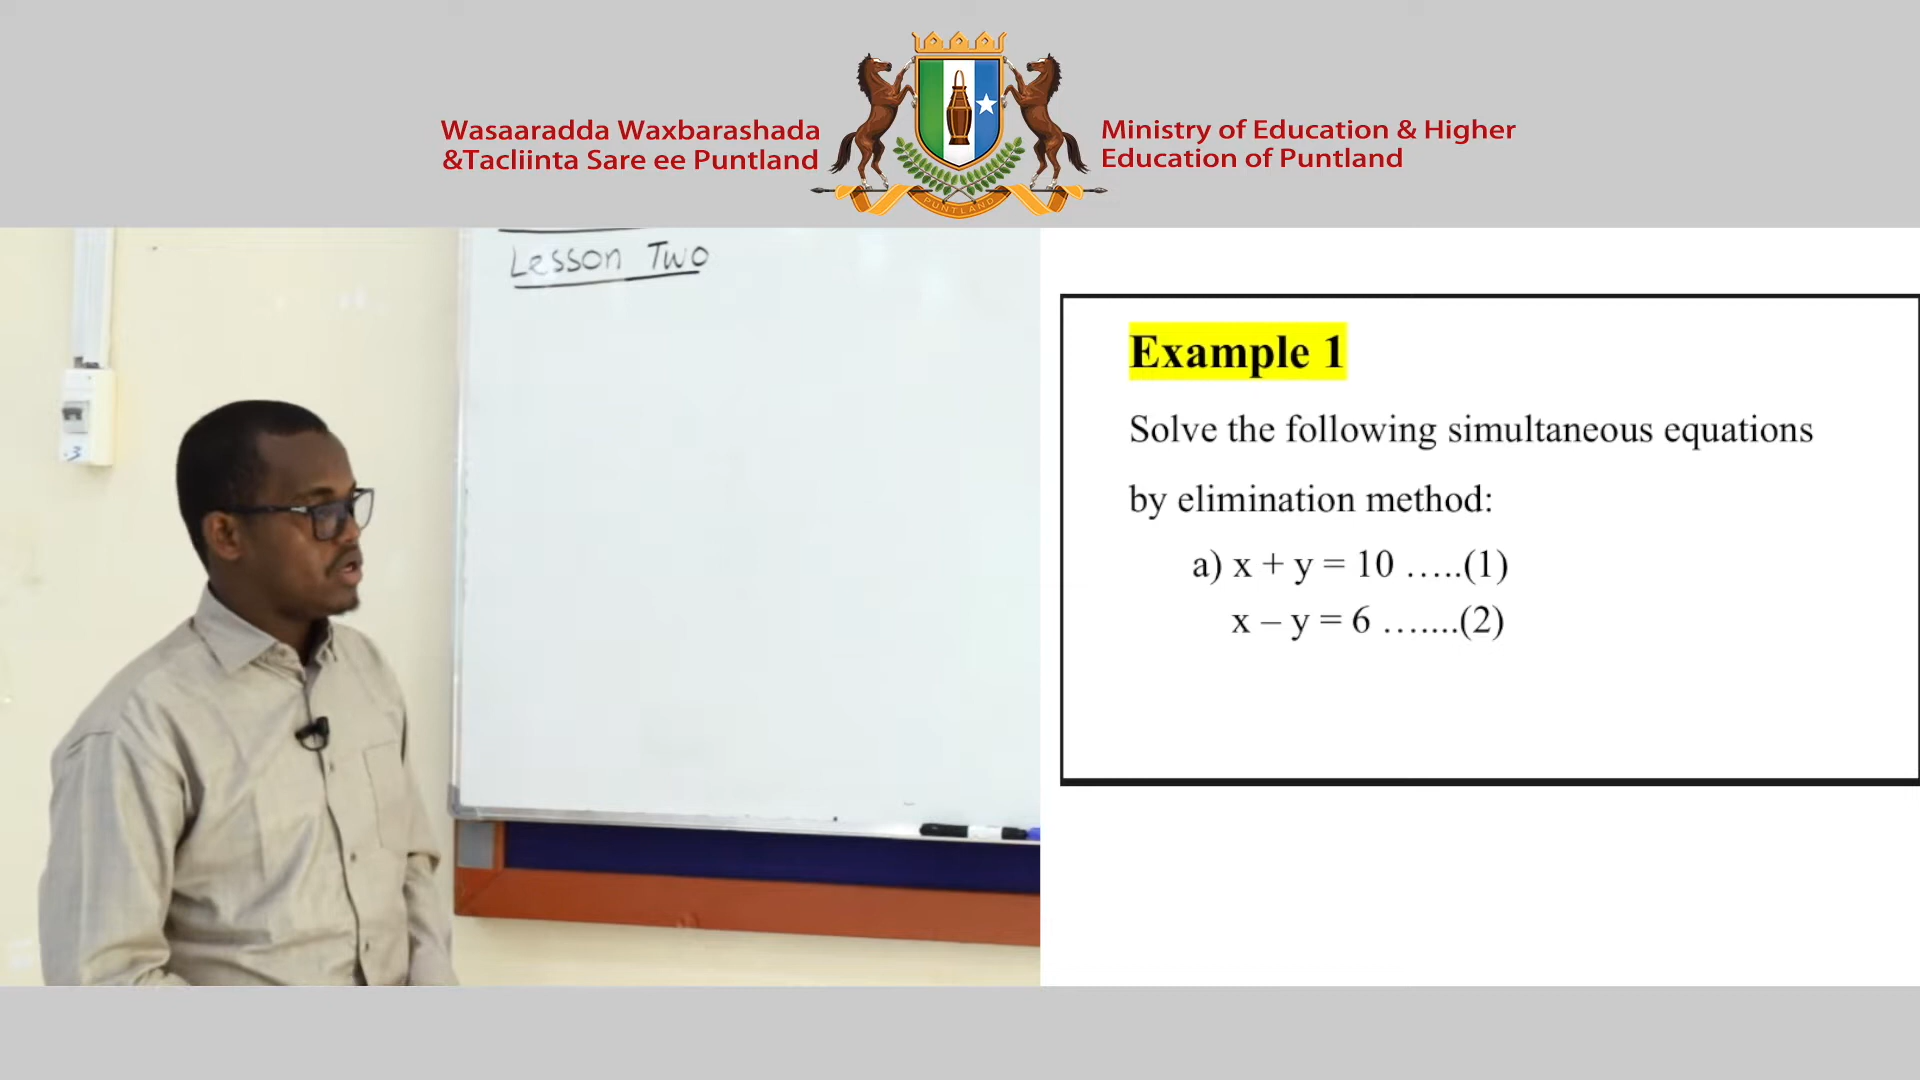 Wasaaradda Waxbarashada
&Tacliinta Sare ee Puntland
Ministry of Education & Higher
Education of Puntland
PUNTLAND
Lesson Two
Example 1
Solve the following simultaneous equations
by elimination method:
a) x + y = 10 …..(1)
x – y = 6 …....(2)